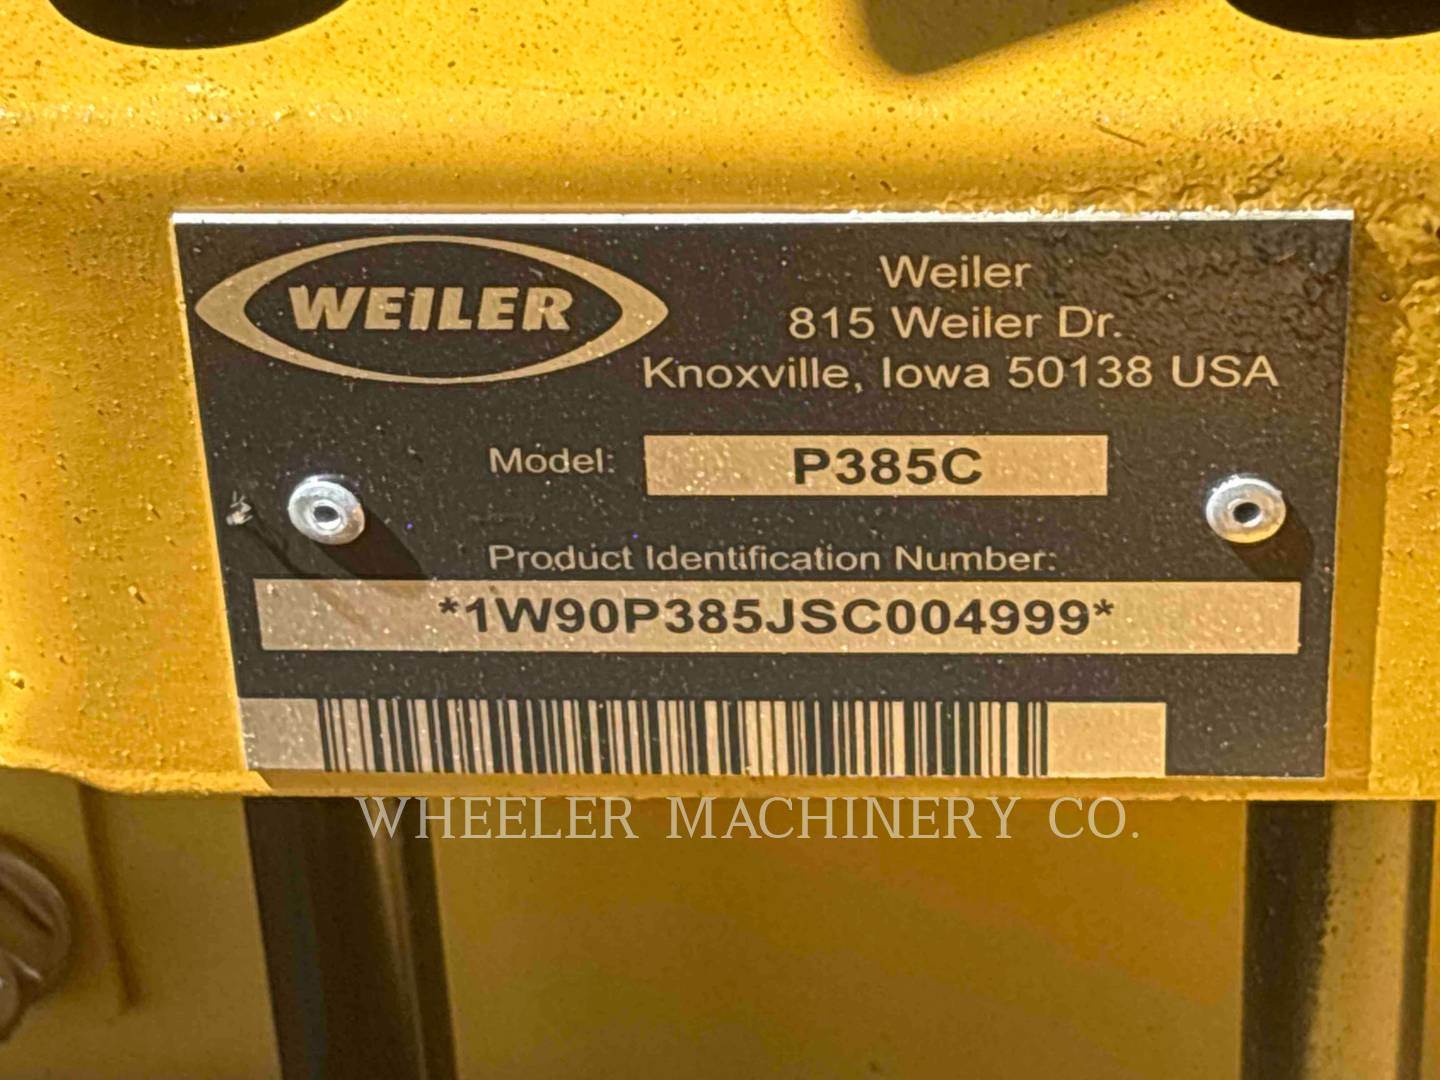 WEILER
Weiler
815 Weiler Dr.
Knoxville, Iowa 50138 USA
Model: P385C
Product Identification Number:
*1W90P385JSC004999*
WHEELER MACHINERY CO.